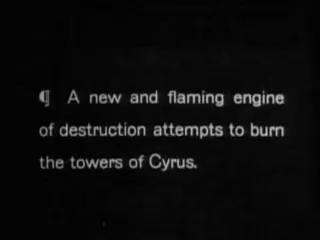 ¶ A new and flaming engine
of destruction attempts to burn
the towers of Cyrus.